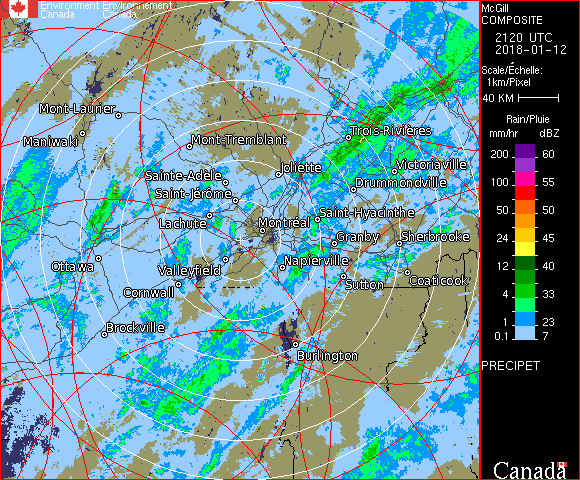 Environment Environnement
Canada Canada
McGill
COMPOSITE
2120 UTC
2018-01-12
Scale/Échelle:
1km/Pixel
40 KM
Rain/Pluie
mm/hr dBZ
200 60
100 55
50 50
24 45
12 40
4 33
1 23
0.1 7
PRECIPET
Canada
Mont-Laurier
Maniwaki
Mont-Tremblant
Trois-Rivières
Joliette
Victoriaville
Sainte-Adèle
Drummondville
Saint-Jérôme
Lachute
Saint-Hyacinthe
Montréal
Granby
Sherbrooke
Ottawa
Valleyfield
Napierville
Cornwall
Sutton
Coaticook
Brockville
Burlington